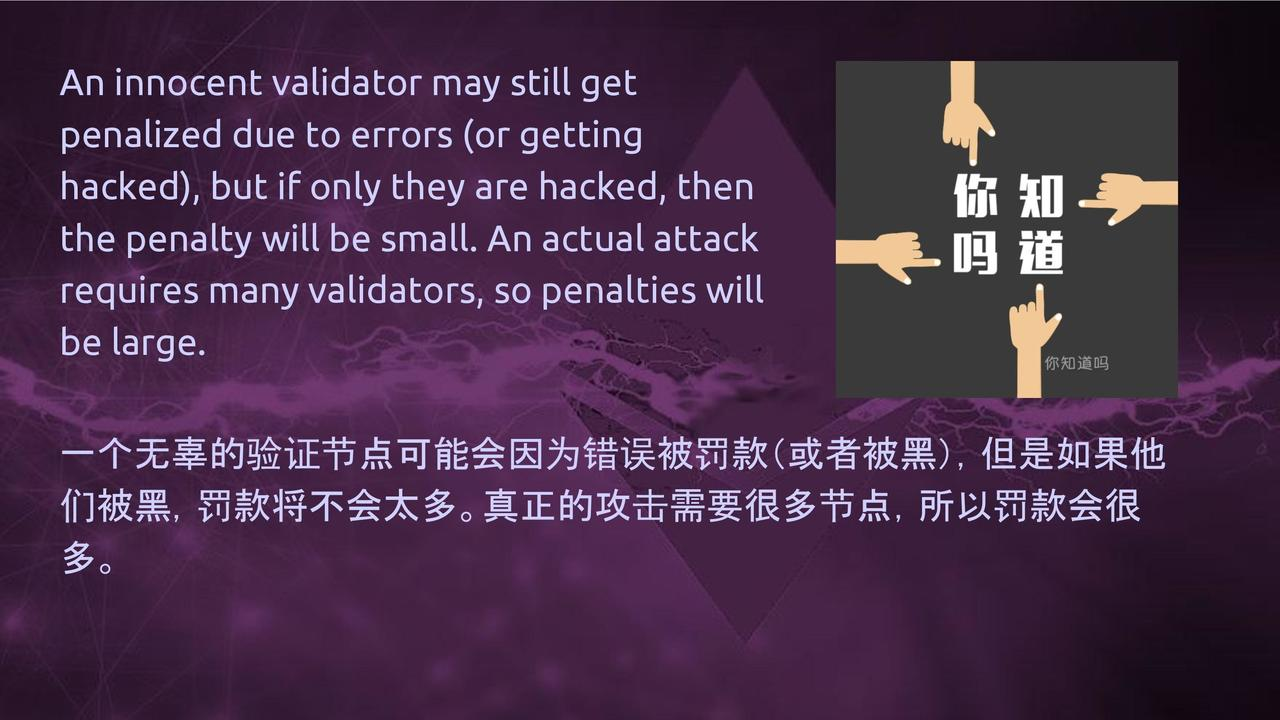 An innocent validator may still get
penalized due to errors (or getting
hacked), but if only they are hacked, then
the penalty will be small. An actual attack
requires many validators, so penalties will
be large.
你 知
吗 道
你知道吗
一个无辜的验证节点可能会因为错误被罚款（或者被黑），但是如果他
们被黑，罚款将不会太多。真正的攻击需要很多节点，所以罚款会很
多。